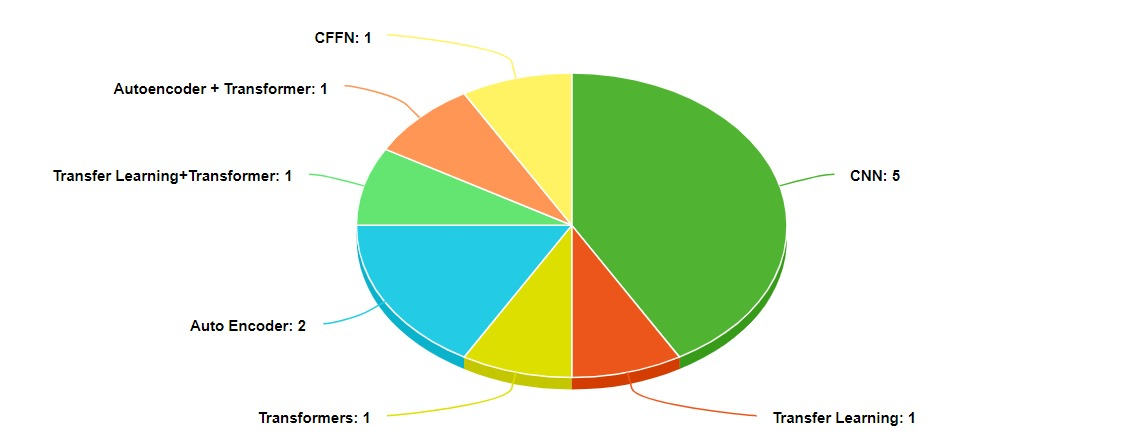 CFFN: 1
Autoencoder + Transformer: 1
Transfer Learning+Transformer: 1
CNN: 5
Auto Encoder: 2
Transformers: 1
Transfer Learning: 1